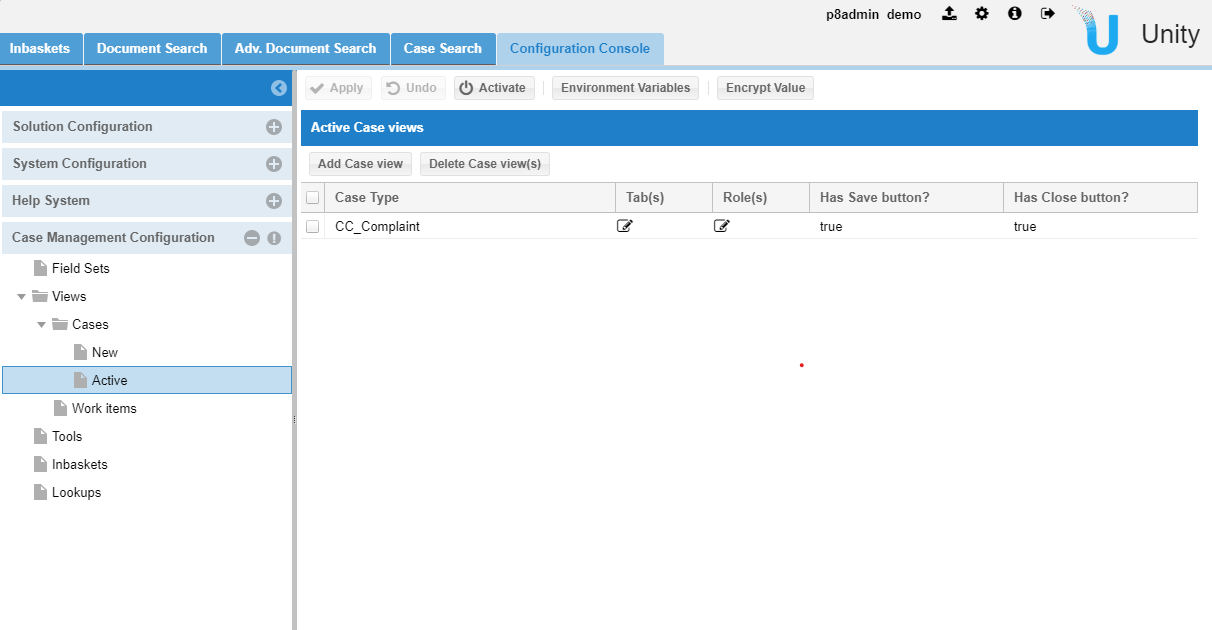 p8admin demo
Unity
Inbaskets Document Search Adv. Document Search Case Search Configuration Console
Apply Undo Activate Environment Variables Encrypt Value
Solution Configuration
System Configuration
Help System
Case Management Configuration
Field Sets
Views
Cases
New
Active
Work items
Tools
Inbaskets
Lookups
Active Case views
Add Case view Delete Case view(s)
Case Type Tab(s) Role(s) Has Save button? Has Close button?
CC_Complaint true true